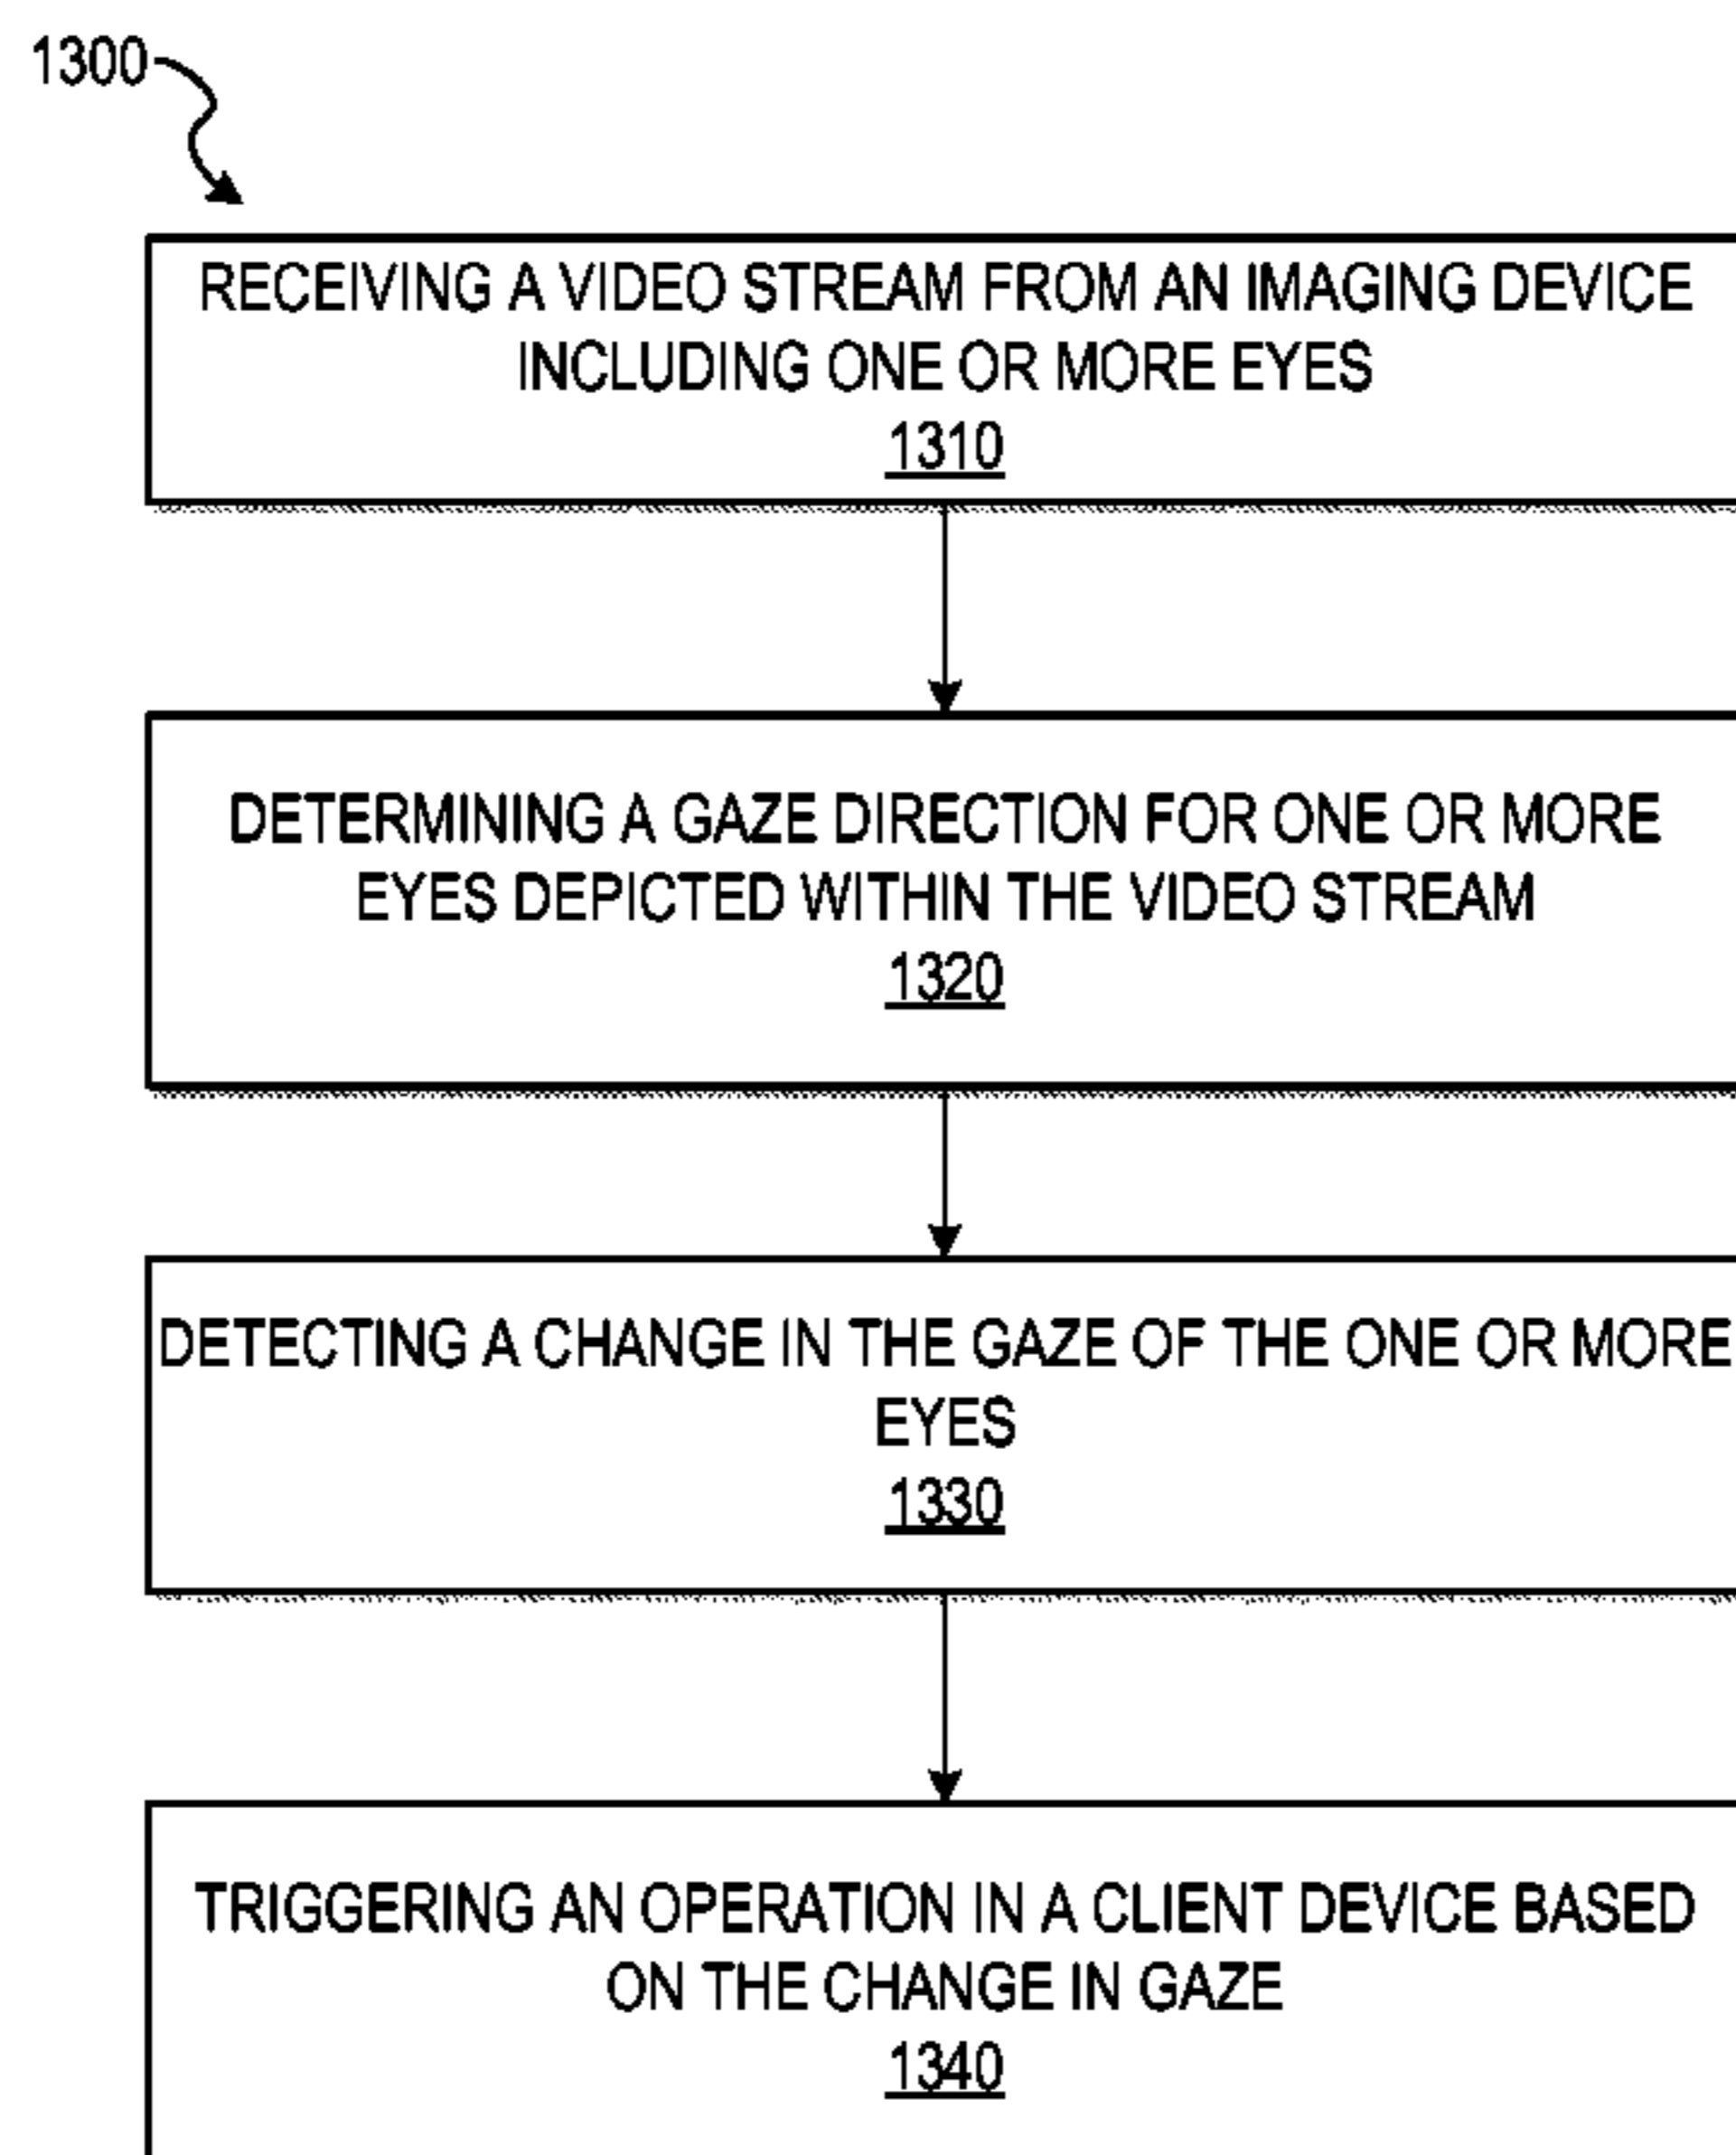 1300
RECEIVING A VIDEO STREAM FROM AN IMAGING DEVICE
INCLUDING ONE OR MORE EYES
1310
DETERMINING A GAZE DIRECTION FOR ONE OR MORE
EYES DEPICTED WITHIN THE VIDEO STREAM
1320
DETECTING A CHANGE IN THE GAZE OF THE ONE OR MORE
EYES
1330
TRIGGERING AN OPERATION IN A CLIENT DEVICE BASED
ON THE CHANGE IN GAZE
1340